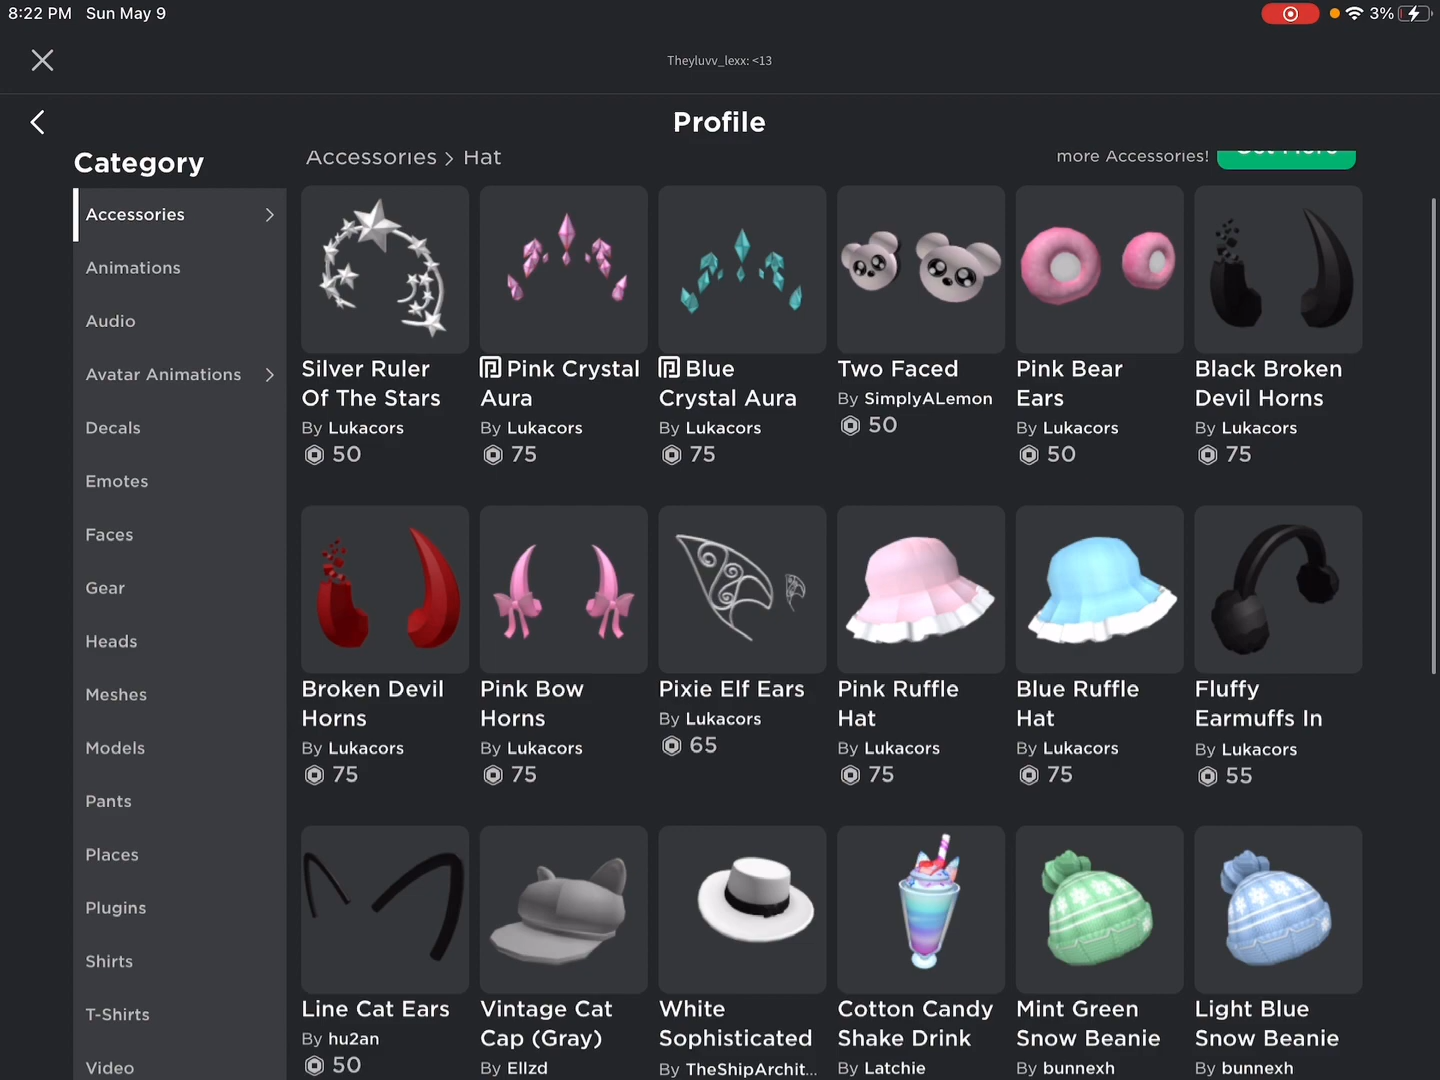 8:22 PM Sun May 9
3%
Theyluvv_lexx: <13
Profile
Category
Accessories
Animations
Audio
Avatar Animations
Decals
Emotes
Faces
Gear
Heads
Meshes
Models
Pants
Places
Plugins
Shirts
T-Shirts
Video
Accessories > Hat
more Accessories! Get More
Silver Ruler
Of The Stars
By Lukacors
50
Pink Crystal
Aura
By Lukacors
75
Blue
Crystal Aura
By Lukacors
75
Two Faced
By SimplyALemon
50
Pink Bear
Ears
By Lukacors
50
Black Broken
Devil Horns
By Lukacors
75
Broken Devil
Horns
By Lukacors
75
Pink Bow
Horns
By Lukacors
75
Pixie Elf Ears
By Lukacors
65
Pink Ruffle
Hat
By Lukacors
75
Blue Ruffle
Hat
By Lukacors
75
Fluffy
Earmuffs In
By Lukacors
55
Line Cat Ears
By hu2an
50
Vintage Cat
Cap (Gray)
By Ellzd
White
Sophisticated
By TheShipArchit...
Cotton Candy
Shake Drink
By Latchie
Mint Green
Snow Beanie
By bunnexh
Light Blue
Snow Beanie
By bunnexh